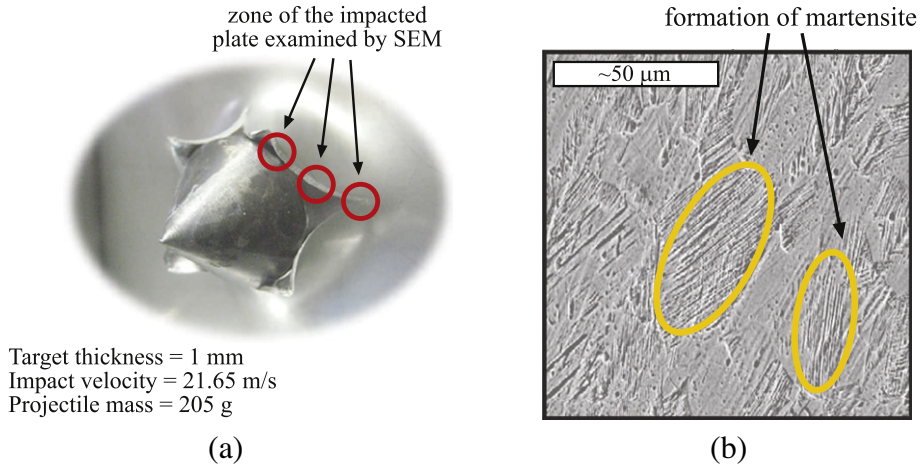 zone of the impacted
plate examined by SEM
Target thickness = 1 mm
Impact velocity = 21.65 m/s
Projectile mass = 205 g
(a)
formation of martensite
~50 μm
(b)